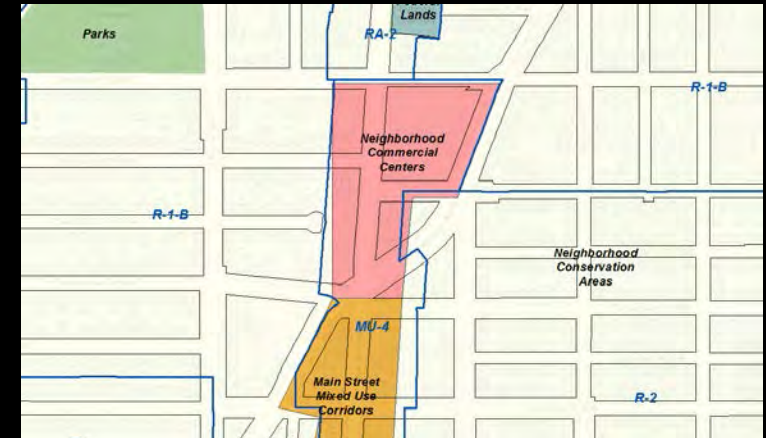 Lands
Parks
RA-2
R-1-B
Neighborhood
Commercial
Centers
R-1-B
Neighborhood
Conservation
Areas
MU-4
Main Street
Mixed Use
Corridors
R-2